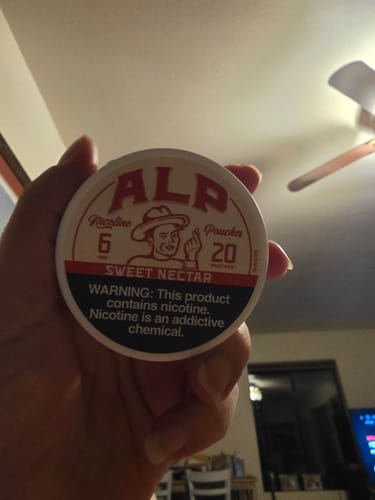 ALP
Nicotine
Pouches
6
MG
20
POUCHES
SWEET NECTAR
WARNING: This product
contains nicotine.
Nicotine is an addictive
chemical.